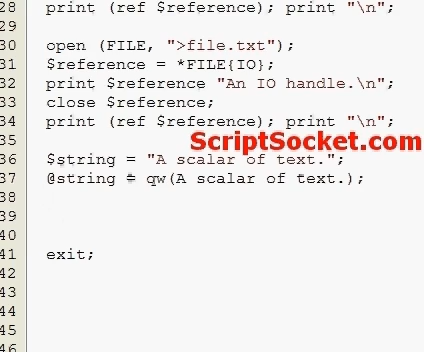 28 print (ref $reference); print "\n";
29
30 open (FILE, ">file.txt");
31 $reference = *FILE{IO};
32 print $reference "An IO handle.\n";
33 close $reference;
34 print (ref $reference); print "\n";
35
ScriptSocket.com
36 $string = "A scalar of text.";
37 @string = qw(A scalar of text.);
38
39
40
41 exit;
42
43
44
45
46